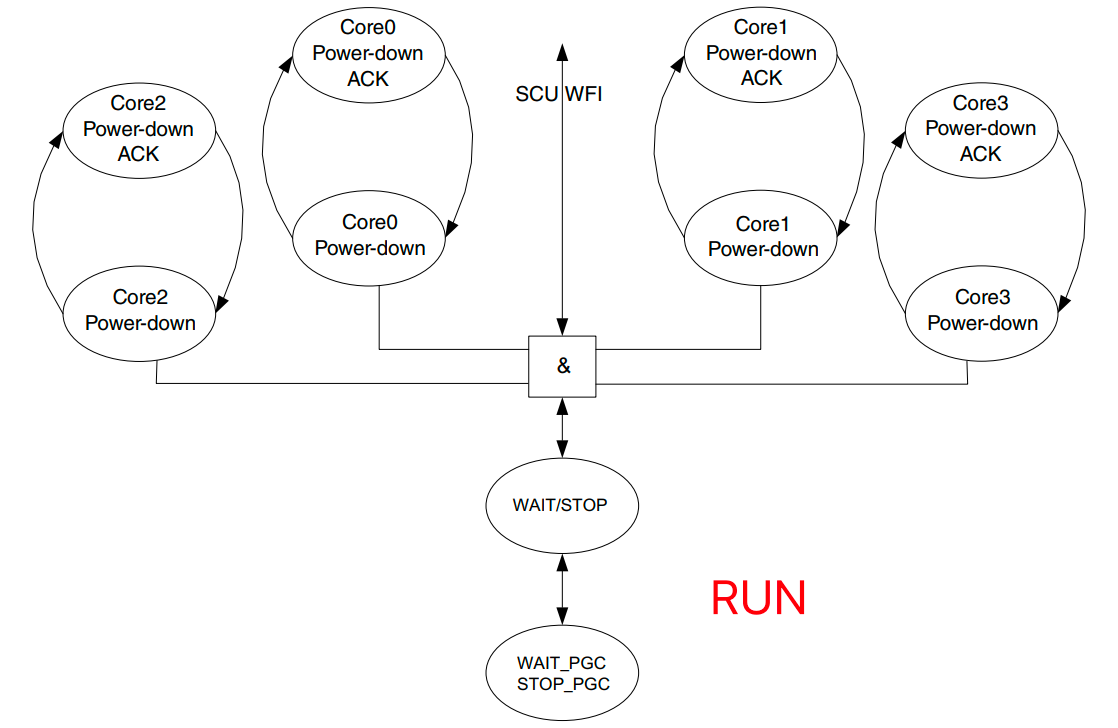 Core0
Power-down
ACK
Core1
Power-down
ACK
SCU WFI
Core2
Power-down
ACK
Core3
Power-down
ACK
Core0
Power-down
Core1
Power-down
Core2
Power-down
Core3
Power-down
&
WAIT/STOP
RUN
WAIT_PGC
STOP_PGC